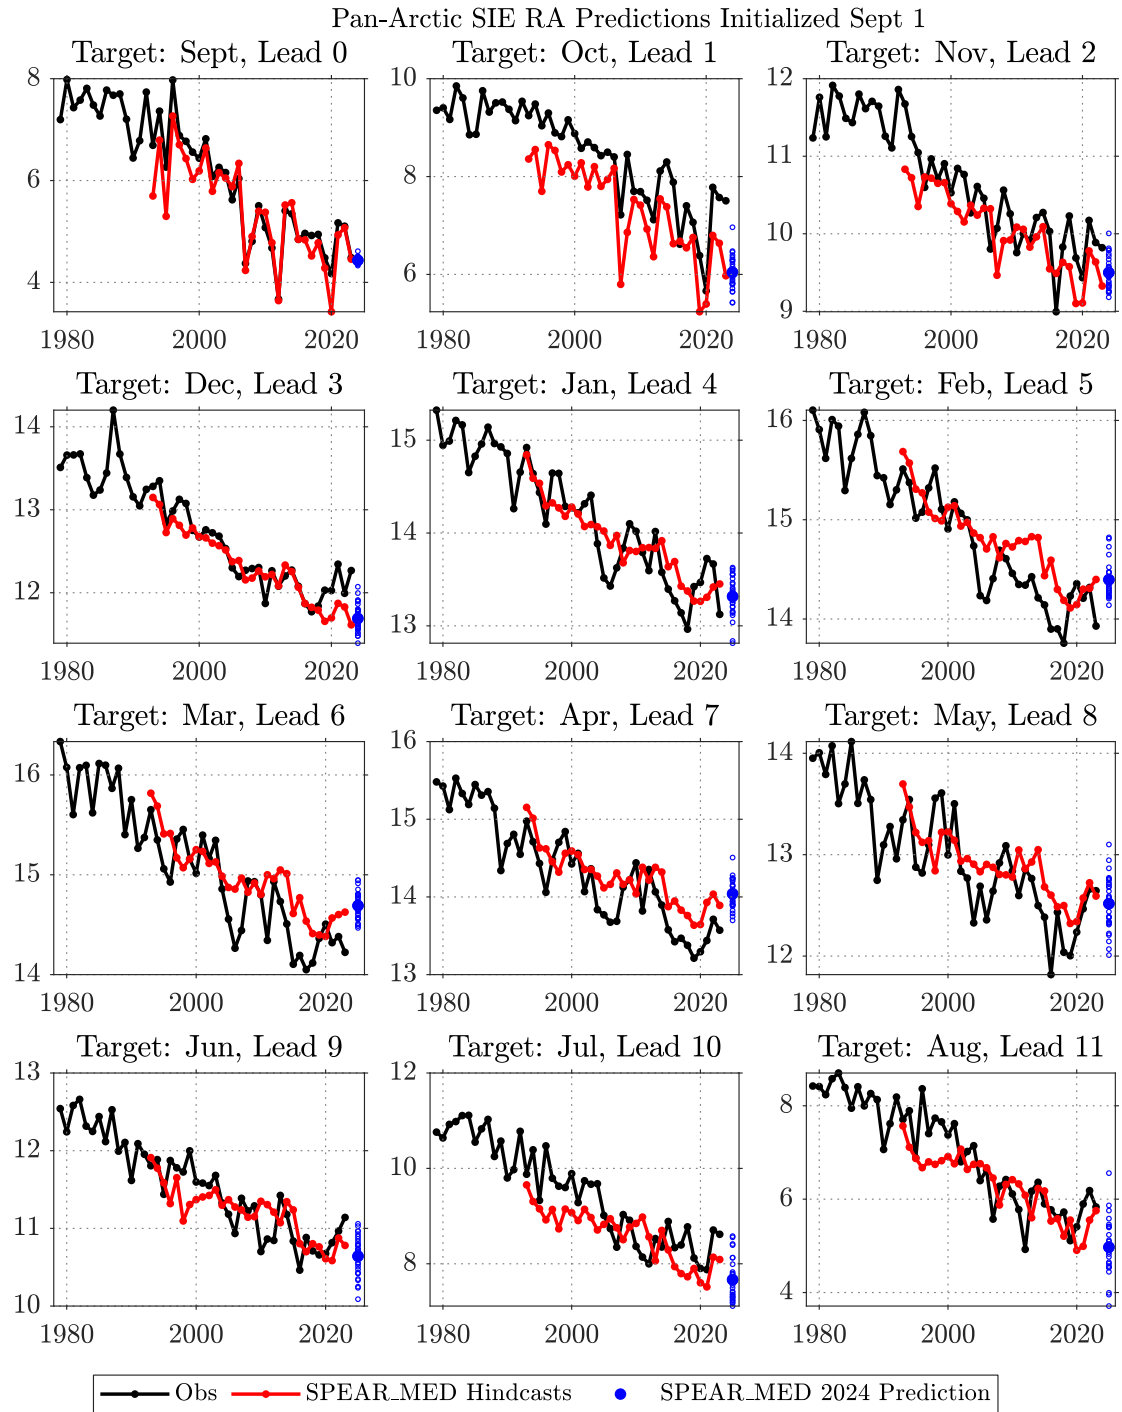 Pan-Arctic SIE RA Predictions Initialized Sept 1
Target: Sept, Lead 0
Target: Oct, Lead 1
Target: Nov, Lead 2
8
6
4
1980 2000 2020
10
8
6
1980 2000 2020
12
11
10
9
1980 2000 2020
Target: Dec, Lead 3
Target: Jan, Lead 4
Target: Feb, Lead 5
14
13
12
1980 2000 2020
15
14
13
1980 2000 2020
16
15
14
1980 2000 2020
Target: Mar, Lead 6
Target: Apr, Lead 7
Target: May, Lead 8
16
15
14
1980 2000 2020
16
15
14
13
1980 2000 2020
14
13
12
1980 2000 2020
Target: Jun, Lead 9
Target: Jul, Lead 10
Target: Aug, Lead 11
13
12
11
10
1980 2000 2020
12
10
8
1980 2000 2020
8
6
4
1980 2000 2020
Obs SPEAR_MED Hindcasts SPEAR_MED 2024 Prediction